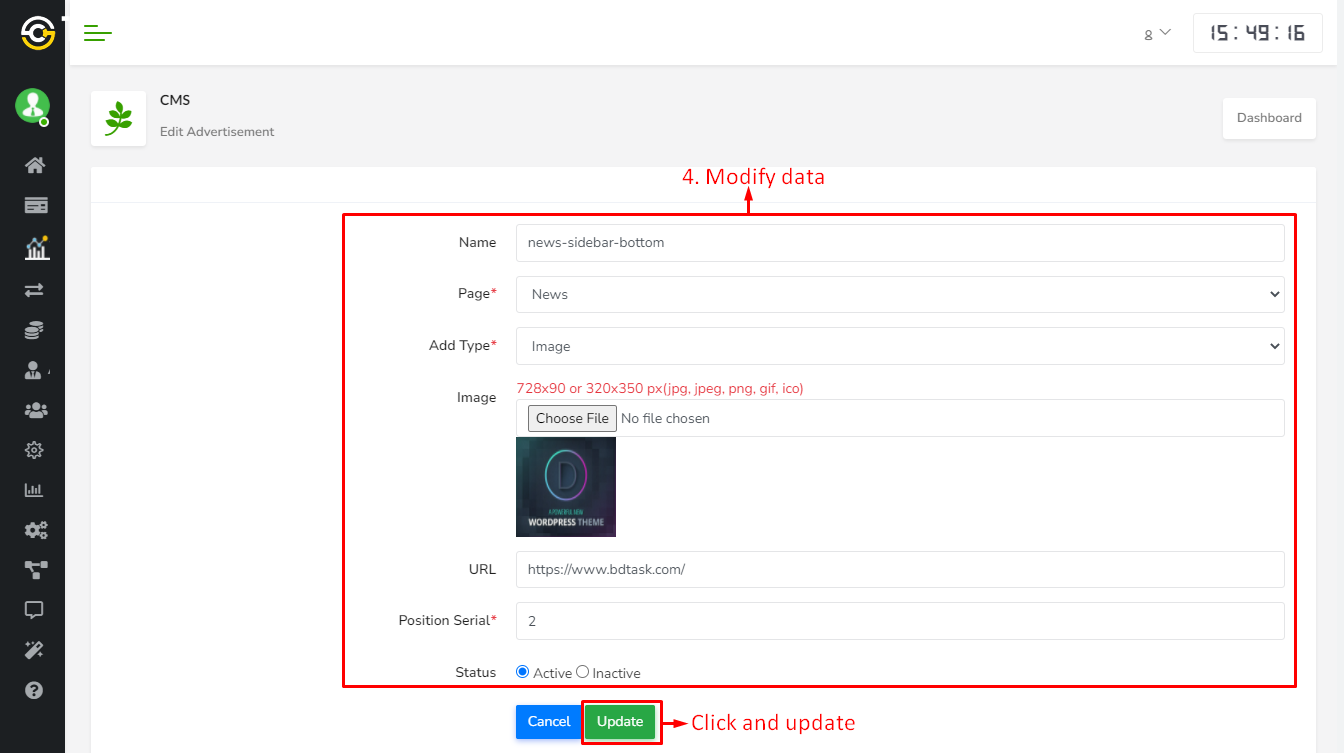 15:49:16
CMS
Edit Advertisement
Dashboard
4. Modify data
Name
news-sidebar-bottom
Page*
News
Add Type*
Image
Image
728x90 or 320x350 px(jpg, jpeg, png, gif, ico)
Choose File No file chosen
D
A POWERFUL NEW
WORDPRESS THEME
URL
https://www.bdtask.com/
Position Serial*
2
Status
Active Inactive
Cancel Update Click and update